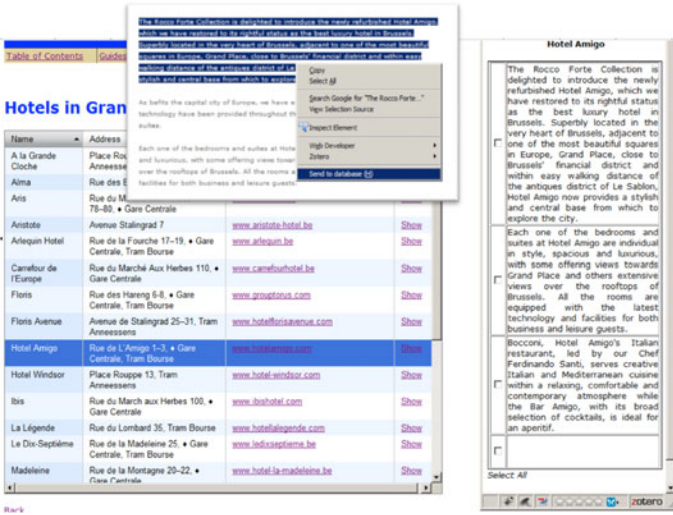 The Rocco Forte Collection is delighted to introduce the newly refurbished Hotel Amigo,
which we have restored to its rightful status as the best luxury hotel in Brussels.
Superbly located in the very heart of Brussels, adjacent to one of the most beautiful
squares in Europe, Grand Place, close to Brussels' financial district and within easy
walking distance of the antiques district of Le
stylish and central base from which to explore
Copy
Select All
Search Google for "The Rocco Forte..."
View Selection Source
Inspect Element
Web Developer
Zotero
Send to database (H)
As befits the capital city of Europe, we have
technology have been provided throughout th
suites.
Each one of the bedrooms and suites at Hote
and luxurious, with some offering views towar
over the rooftops of Brussels. All the rooms a
facilities for both business and leisure guests.
Table of Contents Guides
Hotels in Gran
Name Address
A la Grande Place Rou
Cloche Anneesse
Alma Rue des E
Aris Rue du M
78–80, ♦ Gare Centrale
Aristote Avenue Stalingrad 7 www.aristote-hotel.be Show
Arlequin Hotel Rue de la Fourche 17–19, ♦ Gare www.arlequin.be Show
Centrale, Tram Bourse
Carrefour de Rue du Marché Aux Herbes 110, ♦ www.carrefourhotel.be Show
l'Europe Gare Centrale
Floris Rue des Hareng 6-8, ♦ Gare www.grouptorus.com Show
Centrale, Tram Bourse
Floris Avenue Avenue de Stalingrad 25–31, Tram www.hotelflorisavenue.com Show
Anneessens
Hotel Amigo Rue de L'Amigo 1–3, ♦ Gare www.hotelamigo.com Show
Centrale, Tram Bourse
Hotel Windsor Place Rouppe 13, Tram www.hotel-windsor.com Show
Anneessens
Ibis Rue du March aux Herbes 100, ♦ www.ibishotel.com Show
Gare Centrale
La Légende Rue du Lombard 35, Tram Bourse www.hotellalegende.com Show
Le Dix-Septième Rue de la Madeleine 25, ♦ Gare www.ledixseptieme.be Show
Centrale, Tram Bourse
Madeleine Rue de la Montagne 20–22, ♦ www.hotel-la-madeleine.be Show
Gare Centrale
Back
Hotel Amigo
The Rocco Forte Collection is
delighted to introduce the newly
refurbished Hotel Amigo, which we
have restored to its rightful status
as the best luxury hotel in
Brussels. Superbly located in the
very heart of Brussels, adjacent to
one of the most beautiful squares
in Europe, Grand Place, close to
Brussels' financial district and
within easy walking distance of
the antiques district of Le Sablon,
Hotel Amigo now provides a stylish
and central base from which to
explore the city.
Each one of the bedrooms and
suites at Hotel Amigo are individual
in style, spacious and luxurious,
with some offering views towards
Grand Place and others extensive
views over the rooftops of
Brussels. All the rooms are
equipped with the latest
technology and facilities for both
business and leisure guests.
Bocconi, Hotel Amigo's Italian
restaurant, led by our Chef
Ferdinando Santi, serves creative
Italian and Mediterranean cuisine
within a relaxing, comfortable and
contemporary atmosphere while
the Bar Amigo, with its broad
selection of cocktails, is ideal for
an aperitif.
Select All
zotero